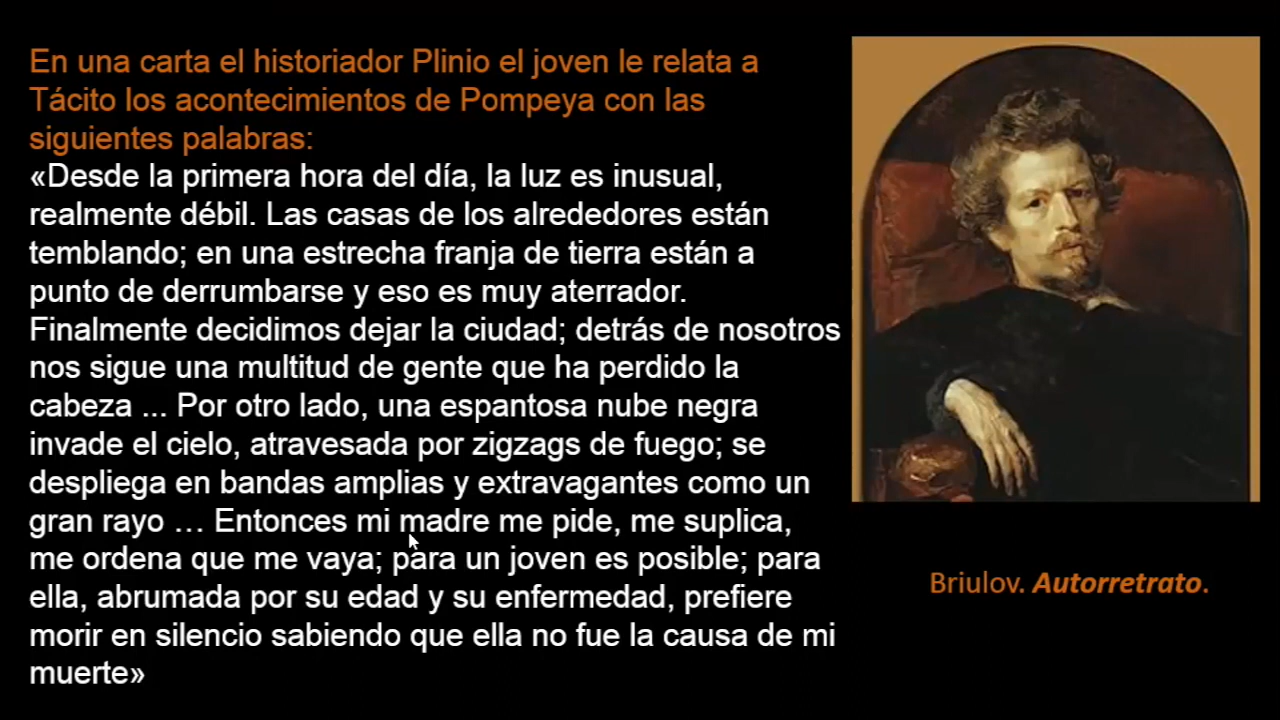 En una carta el historiador Plinio el joven le relata a
Tácito los acontecimientos de Pompeya con las
siguientes palabras:
«Desde la primera hora del día, la luz es inusual,
realmente débil. Las casas de los alrededores están
temblando; en una estrecha franja de tierra están a
punto de derrumbarse y eso es muy aterrador.
Finalmente decidimos dejar la ciudad; detrás de nosotros
nos sigue una multitud de gente que ha perdido la
cabeza ... Por otro lado, una espantosa nube negra
invade el cielo, atravesada por zigzags de fuego; se
despliega en bandas amplias y extravagantes como un
gran rayo … Entonces mi madre me pide, me suplica,
me ordena que me vaya; para un joven es posible; para
ella, abrumada por su edad y su enfermedad, prefiere
morir en silencio sabiendo que ella no fue la causa de mi
muerte»
Briulov. Autorretrato.